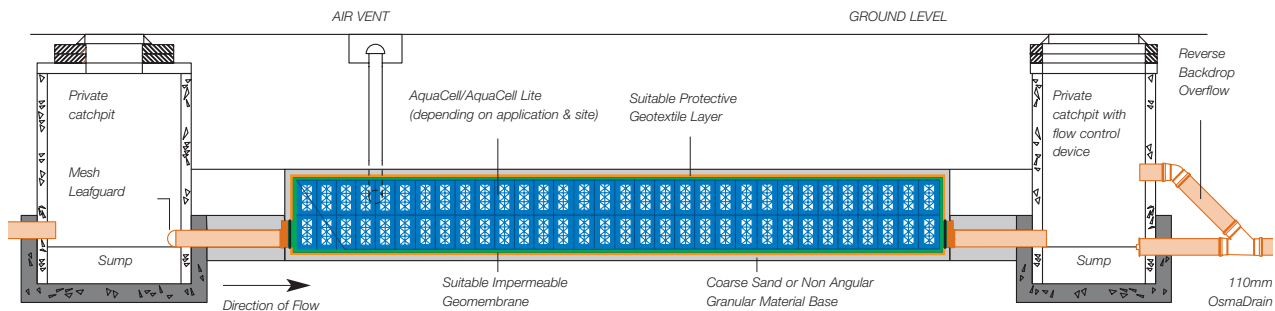 AIR VENT
GROUND LEVEL
Private
catchpit
Mesh
Leafguard
Sump
AquaCell/AquaCell Lite
(depending on application & site)
Suitable Protective
Geotextile Layer
Private
catchpit with
flow control
device
Reverse
Backdrop
Overflow
Sump
Direction of Flow
Suitable Impermeable
Geomembrane
Coarse Sand or Non Angular
Granular Material Base
110mm
OsmaDrain